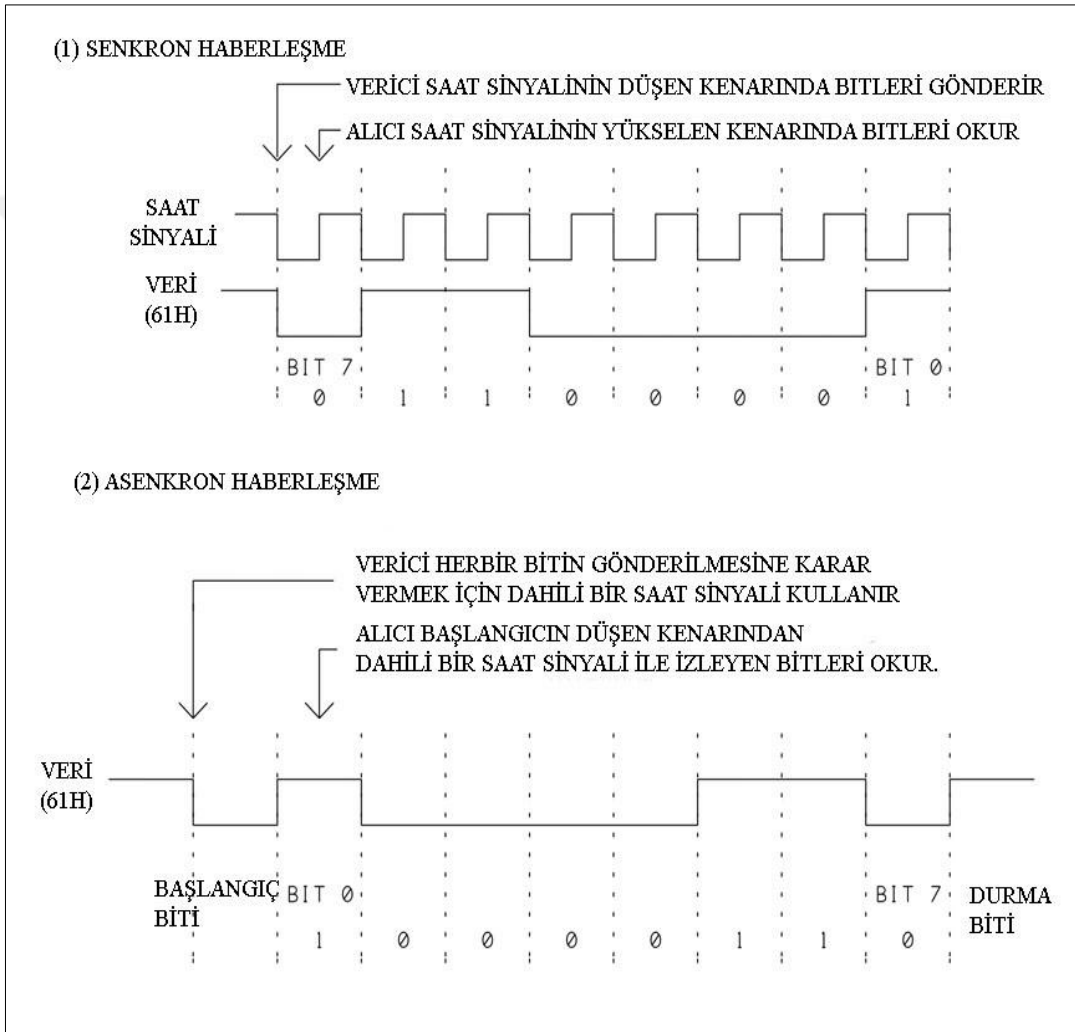 (1) SENKRON HABERLEŞME
VERİCİ SAAT SİNYALİNİN DÜŞEN KENARINDA BITLERİ GÖNDERİR
ALICI SAAT SİNYALİNİN YÜKSELEN KENARINDA BITLERİ OKUR
SAAT
SİNYALİ
VERİ
(61H)
BIT 7 BIT 0
0 1 1 0 0 0 0 1
(2) ASENKRON HABERLEŞME
VERİCİ HERBİR BİTİN GÖNDERİLMESİNE KARAR
VERMEK İÇİN DAHİLİ BİR SAAT SİNYALİ KULLANIR
ALICI BAŞLANGICIN DÜŞEN KENARINDAN
DAHİLİ BİR SAAT SİNYALİ İLE İZLEYEN BİTLERİ OKUR.
VERİ
(61H)
BAŞLANGIÇ
BİTİ
BIT 0 BIT 7
1 0 0 0 0 1 1 0
DURMA
BİTİ